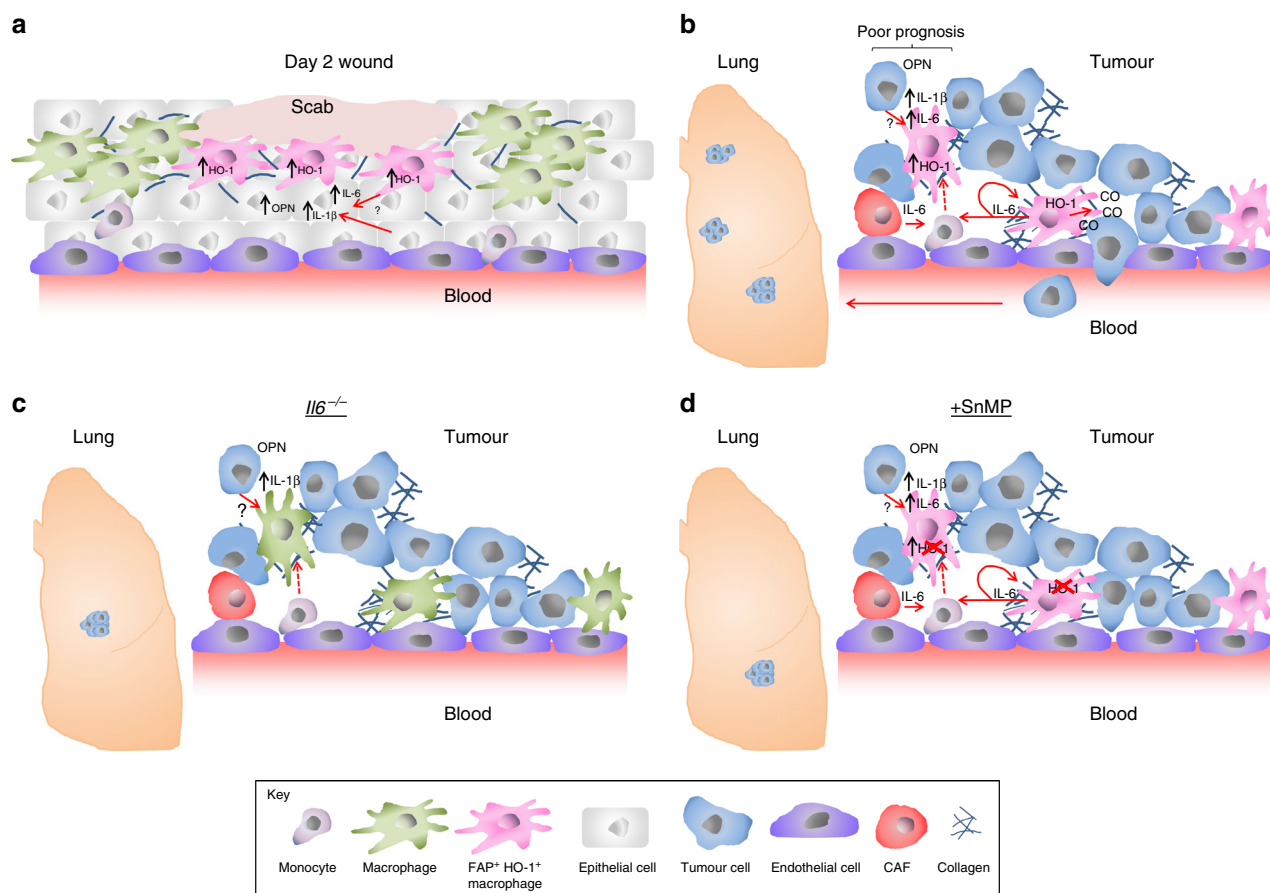 a
Day 2 wound
Scab
HO-1
HO-1
HO-1
IL-6
OPN
IL-1β
?
Blood
b
Poor prognosis
Lung
OPN
Tumour
IL-1β
?
IL-6
HO-1
IL-6
IL-6
HO-1
CO
CO
CO
Blood
c
Il6−/−
Lung
Tumour
OPN
IL-1β
?
Blood
d
+SnMP
Lung
Tumour
OPN
IL-1β
?
IL-6
HO-1
IL-6
IL-6
HO-1
Blood
Key
Monocyte
Macrophage
FAP+ HO-1+
macrophage
Epithelial cell
Tumour cell
Endothelial cell
CAF
Collagen